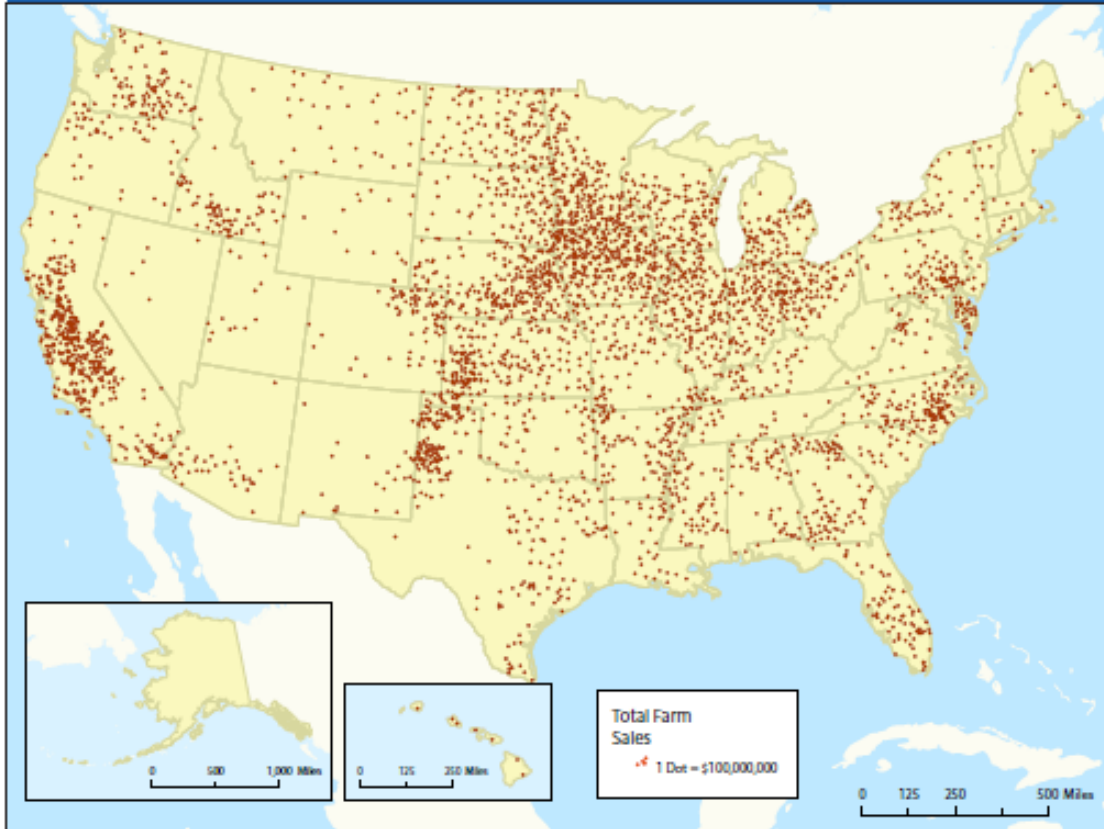 0 500 1,000 Miles
0 125 250 Miles
Total Farm
Sales
1 Dot = $100,000,000
0 125 250 500 Miles